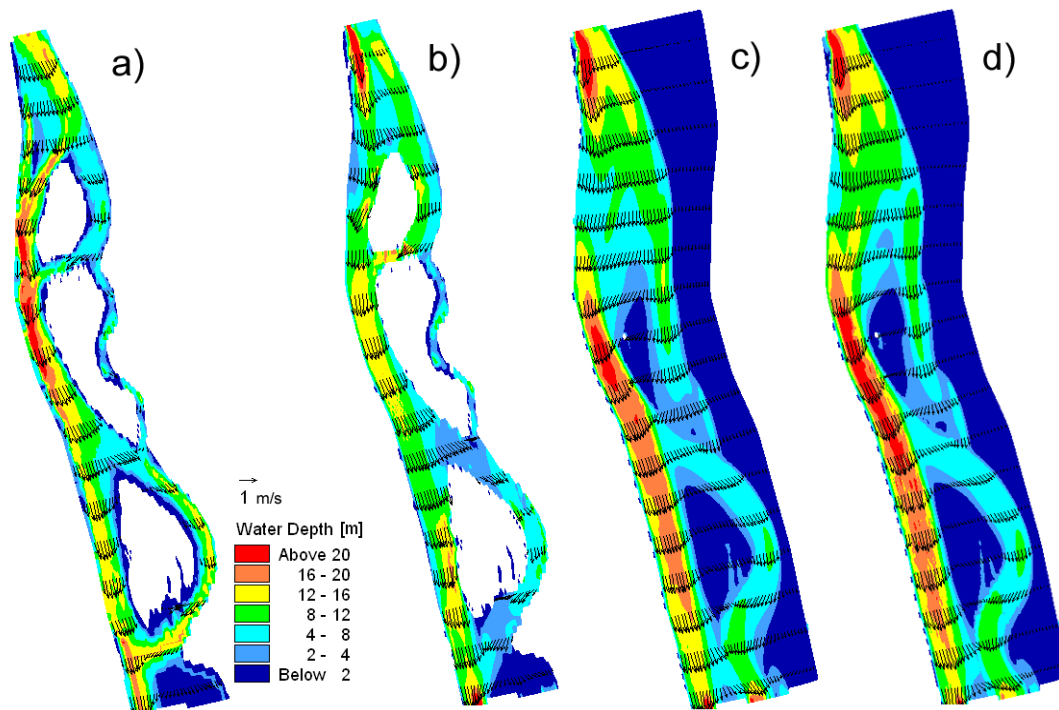 a)
b)
c)
d)
1 m/s
Water Depth [m]
Above 20
16 - 20
12 - 16
8 - 12
4 - 8
2 - 4
Below 2